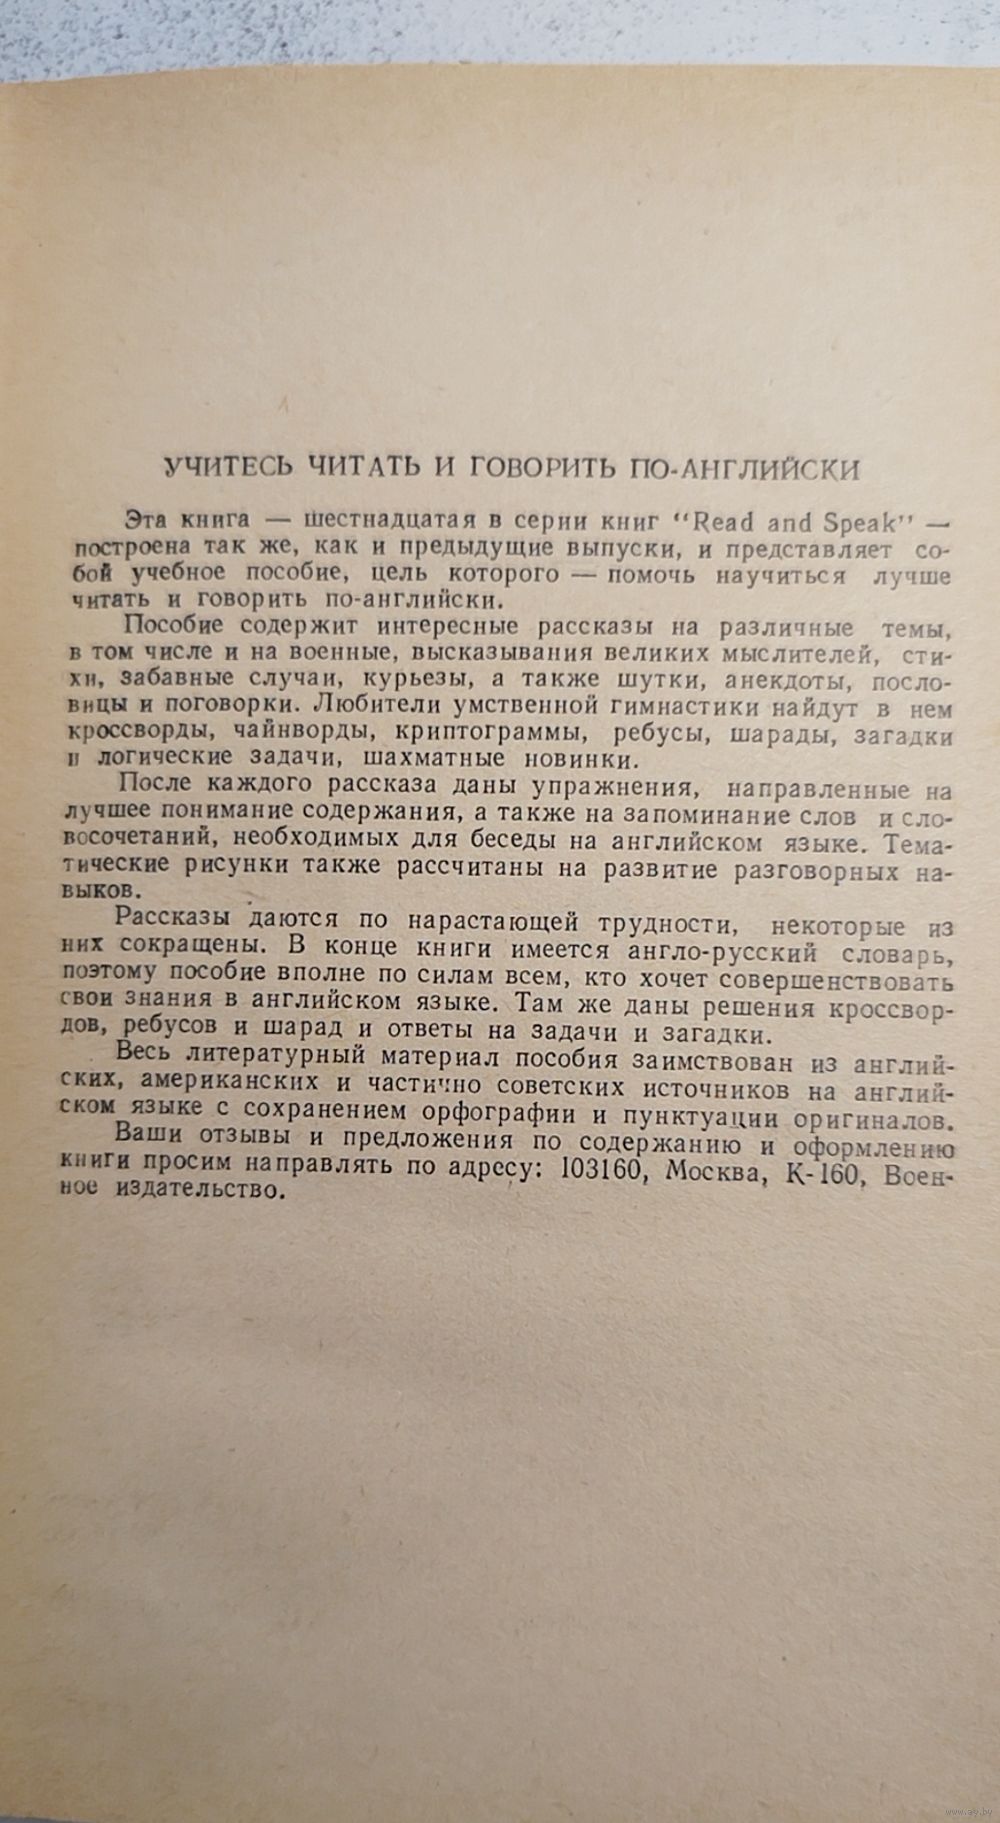 УЧИТЕСЬ ЧИТАТЬ И ГОВОРИТЬ ПО-АНГЛИЙСКИ
Эта книга — шестнадцатая в серии книг “Read and Speak” —
построена так же, как и предыдущие выпуски, и представляет со-
бой учебное пособие, цель которого — помочь научиться лучше
читать и говорить по-английски.
Пособие содержит интересные рассказы на различные темы,
в том числе и на военные, высказывания великих мыслителей, сти-
хи, забавные случаи, курьезы, а также шутки, анекдоты, посло-
вицы и поговорки. Любители умственной гимнастики найдут в нем
кроссворды, чайнворды, криптограммы, ребусы, шарады, загадки
и логические задачи, шахматные новинки.
После каждого рассказа даны упражнения, направленные на
лучшее понимание содержания, а также на запоминание слов и сло-
восочетаний, необходимых для беседы на английском языке. Тема-
тические рисунки также рассчитаны на развитие разговорных на-
выков.
Рассказы даются по нарастающей трудности, некоторые из
них сокращены. В конце книги имеется англо-русский словарь,
поэтому пособие вполне по силам всем, кто хочет совершенствовать
свои знания в английском языке. Там же даны решения кроссвор-
дов, ребусов и шарад и ответы на задачи и загадки.
Весь литературный материал пособия заимствован из англий-
ских, американских и частично советских источников на англий-
ском языке с сохранением орфографии и пунктуации оригиналов.
Ваши отзывы и предложения по содержанию и оформлению
книги просим направлять по адресу: 103160, Москва, К-160, Воен-
ное издательство.
www.ay.by